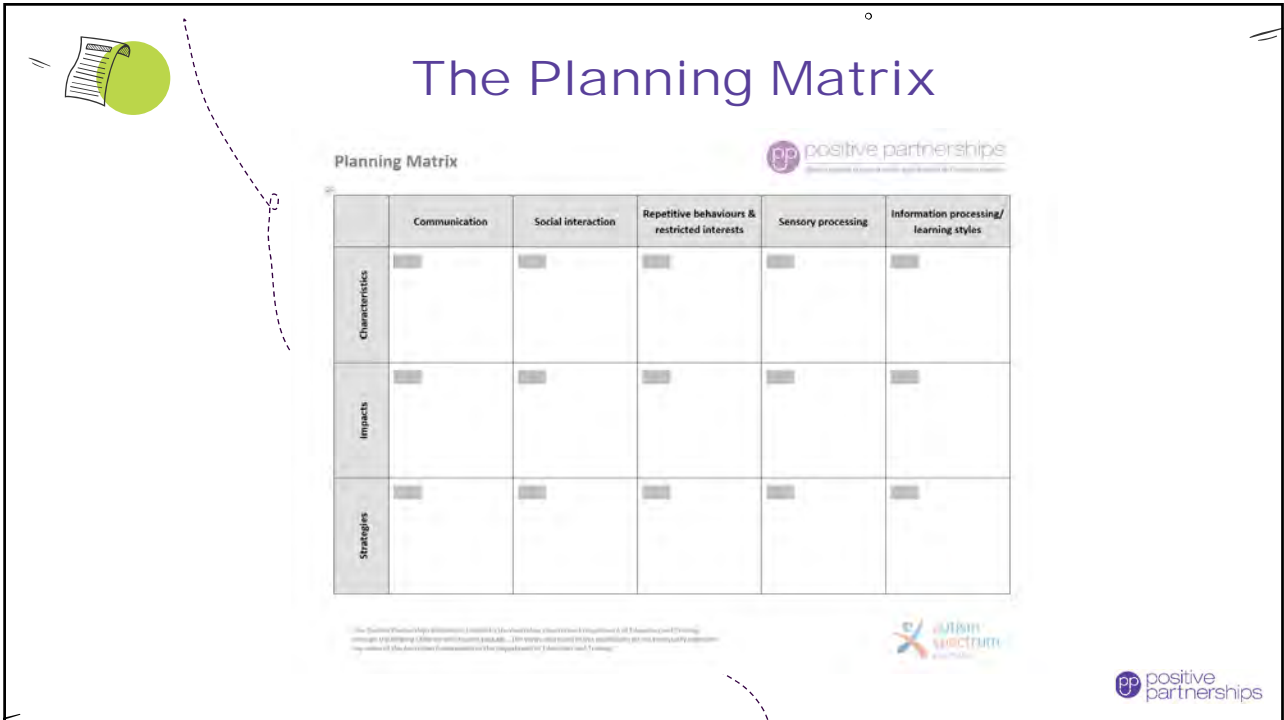 The Planning Matrix
Planning Matrix
positive partnerships
Communication
Social interaction
Repetitive behaviours &
restricted interests
Sensory processing
Information processing/
learning styles
Characteristics
Impacts
Strategies
autism
spectrum
positive
partnerships